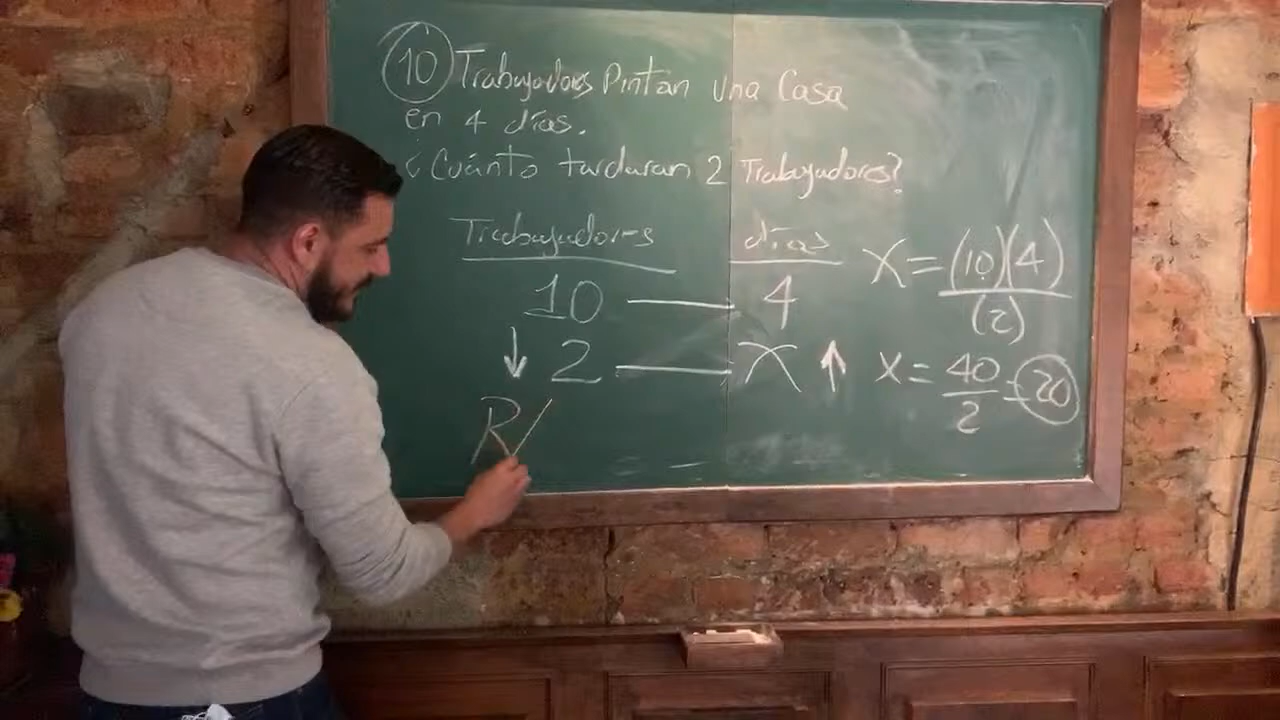 10 Trabajadores Pintan Una Casa
en 4 días.
¿Cuánto tardaran 2 Trabajadores?
Trabajadores días
10 — 4
↓ 2 — X ↑
X = (10)(4) / (2)
X = 40 / 2 = 20
R/